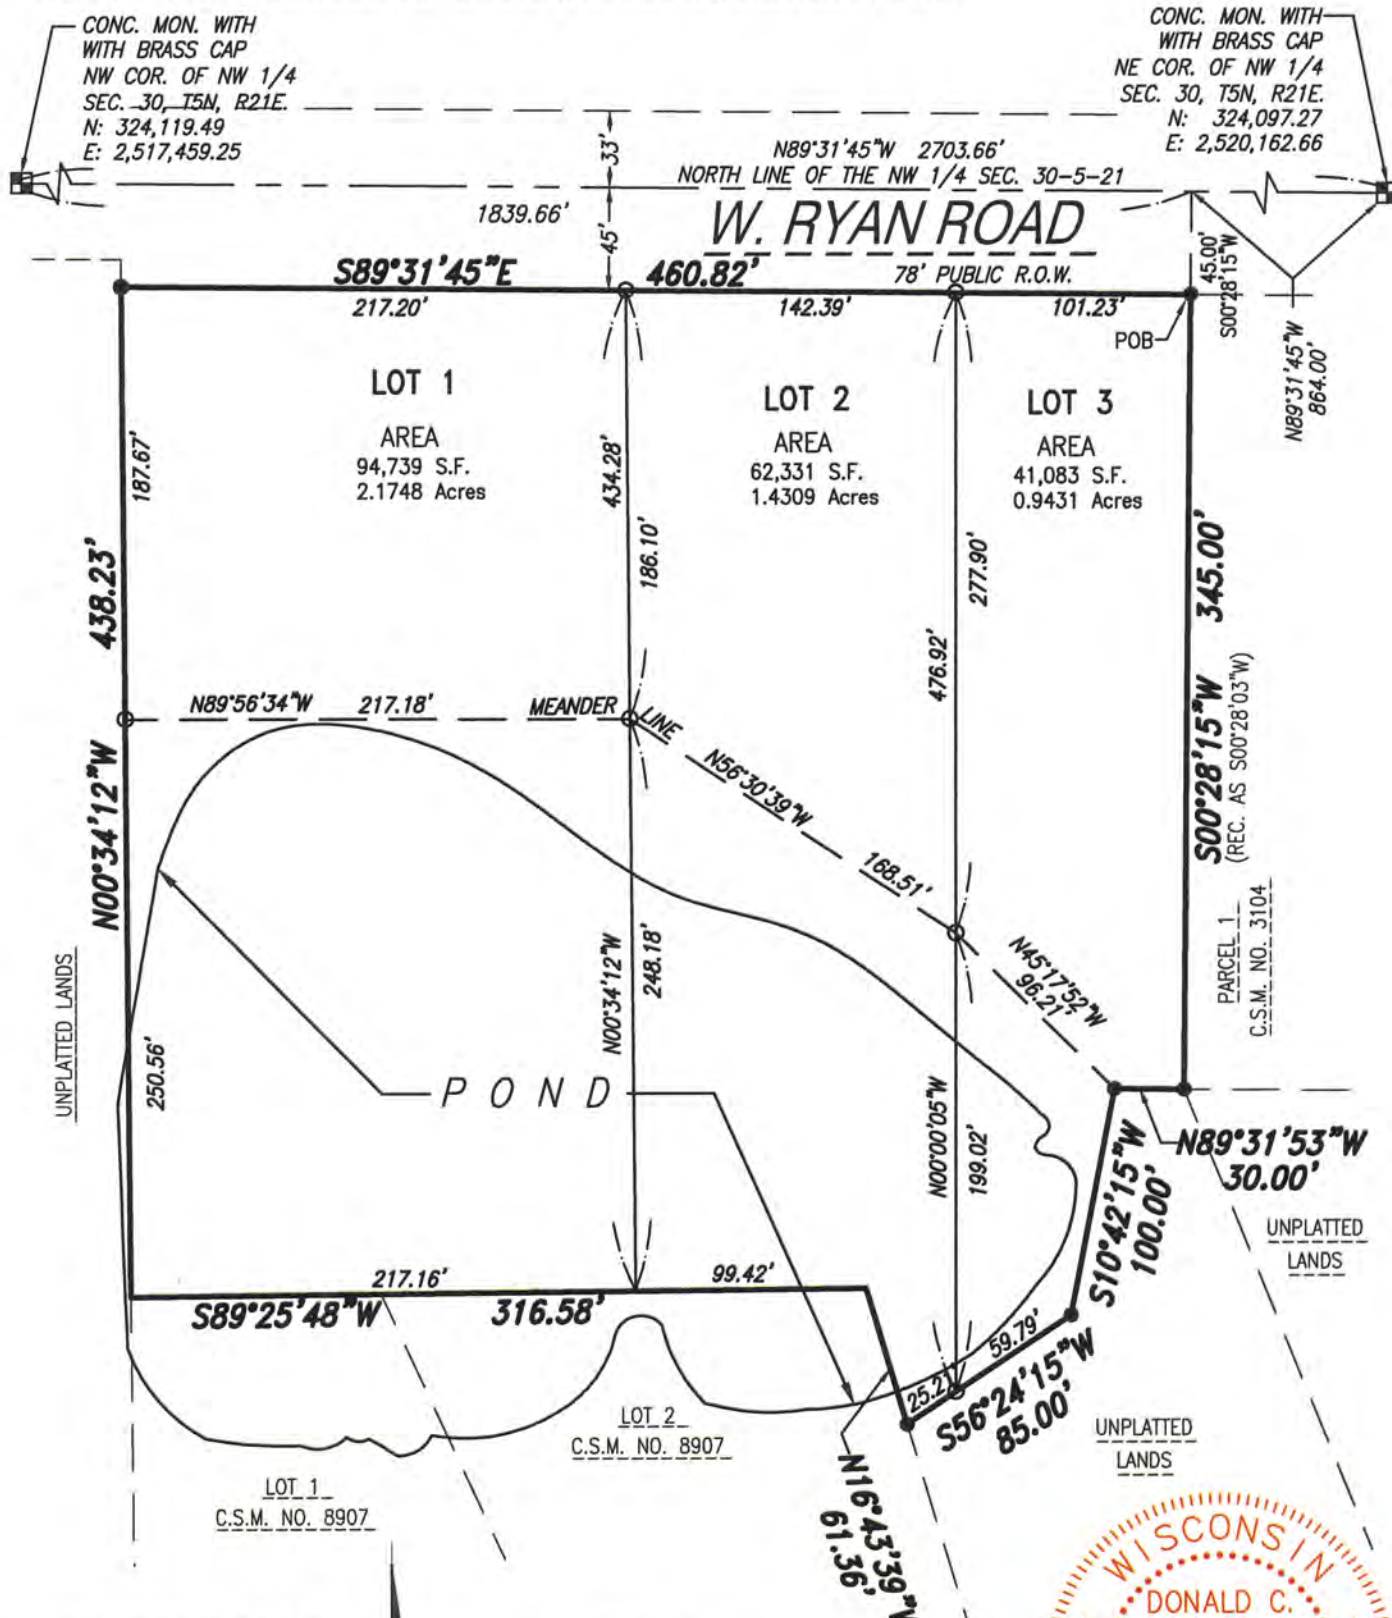 CONC. MON. WITH
WITH BRASS CAP
NW COR. OF NW 1/4
SEC. 30, T5N, R21E.
N: 324,119.49
E: 2,517,459.25
CONC. MON. WITH
WITH BRASS CAP
NE COR. OF NW 1/4
SEC. 30, T5N, R21E.
N: 324,097.27
E: 2,520,162.66
33'
N89°31'45"W 2703.66'
NORTH LINE OF THE NW 1/4 SEC. 30-5-21
1839.66'
45'
W. RYAN ROAD
S89°31'45"E 460.82'
78' PUBLIC R.O.W.
45.00'
S00°28'15"W
217.20'
142.39'
101.23'
POB
N89°31'45"W
864.00'
LOT 1
AREA
94,739 S.F.
2.1748 Acres
LOT 2
AREA
62,331 S.F.
1.4309 Acres
LOT 3
AREA
41,083 S.F.
0.9431 Acres
187.67'
434.28'
186.10'
277.90'
476.92'
438.23'
N00°34'12"W
345.00'
S00°28'15"W
(REC. AS S00°28'03"W)
N89°56'34"W 217.18' MEANDER LINE
N56°30'39"W
168.51'
N45°17'52"W
96.21'
PARCEL 1
C.S.M. NO. 3104
UNPLATTED LANDS
250.56'
N00°34'12"W
248.18'
POND
N00°00'05"W
199.02'
N89°31'53"W
30.00'
S10°42'15"W
100.00'
UNPLATTED
LANDS
217.16'
99.42'
S89°25'48"W 316.58'
59.79'
25.21'
S56°24'15"W
85.00'
UNPLATTED
LANDS
LOT 2
C.S.M. NO. 8907
N16°43'39"W
61.36'
LOT 1
C.S.M. NO. 8907
WISCONSIN
DONALD C.